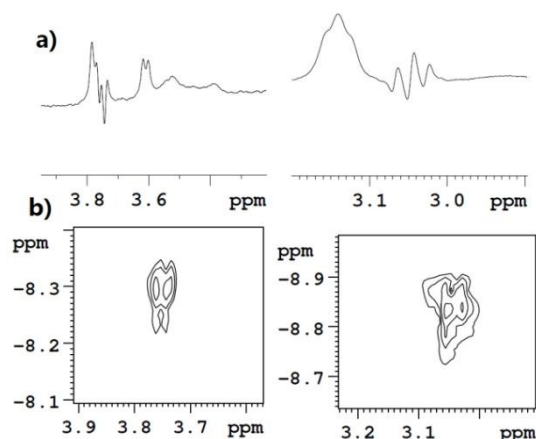 a)
3.8 3.6 ppm
3.1 3.0 ppm
b)
ppm
-8.3
-8.2
-8.1
3.9 3.8 3.7 ppm
ppm
-8.9
-8.8
-8.7
3.2 3.1 ppm